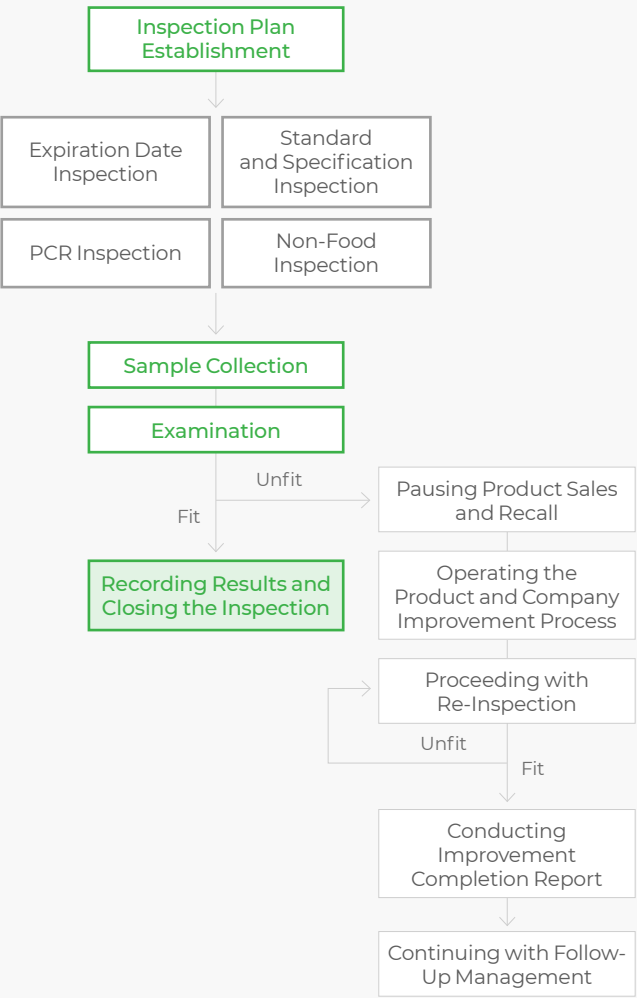 Inspection Plan
Establishment
Expiration Date
Inspection
Standard
and Specification
Inspection
PCR Inspection
Non-Food
Inspection
Sample Collection
Examination
Unfit
Fit
Pausing Product Sales
and Recall
Recording Results and
Closing the Inspection
Operating the
Product and Company
Improvement Process
Proceeding with
Re-Inspection
Unfit
Fit
Conducting
Improvement
Completion Report
Continuing with Follow-
Up Management